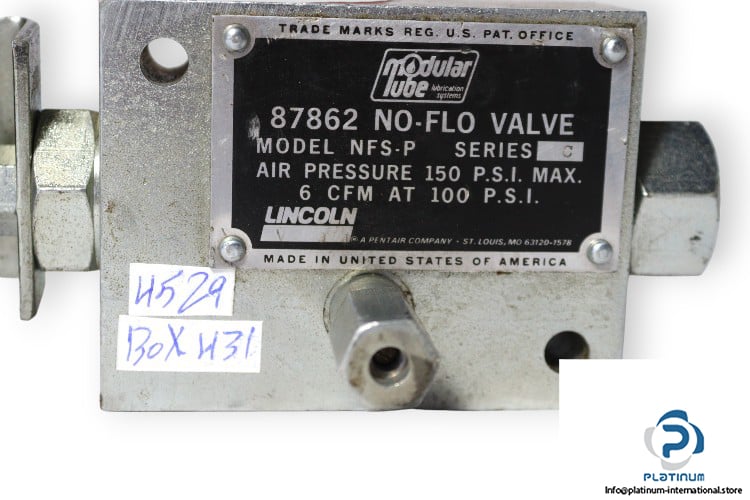 TRADE MARKS REG. U.S. PAT. OFFICE
modular
lube lubrication
systems
87862 NO-FLO VALVE
MODEL NFS-P SERIES C
AIR PRESSURE 150 P.S.I. MAX.
6 CFM AT 100 P.S.I.
LINCOLN
® A PENTAIR COMPANY - ST. LOUIS, MO 63120-1578
MADE IN UNITED STATES OF AMERICA
4529
BOX 431
PLATINUM
Info@platinum-international.store